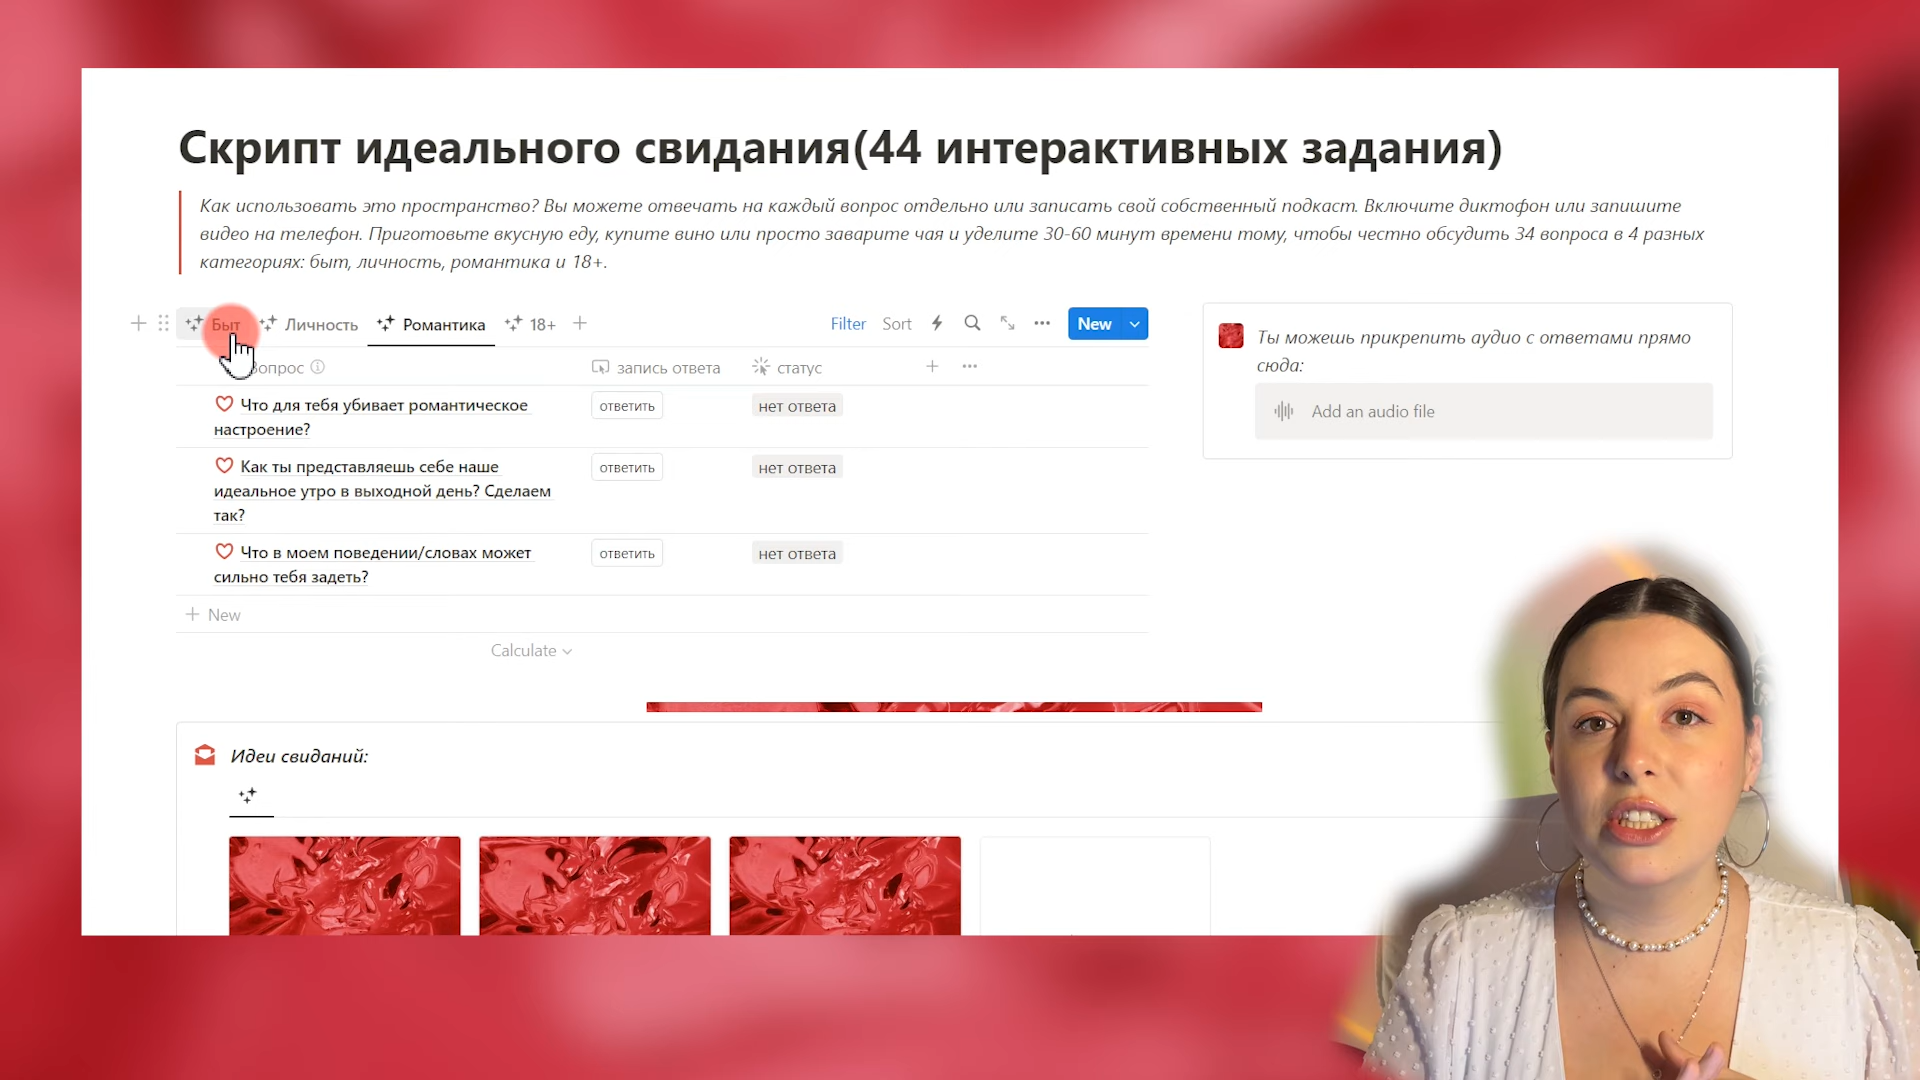 Скрипт идеального свидания(44 интерактивных задания)
Как использовать это пространство? Вы можете отвечать на каждый вопрос отдельно или записать свой собственный подкаст. Включите диктофон или запишите
видео на телефон. Приготовьте вкусную еду, купите вино или просто заварите чая и уделите 30-60 минут времени тому, чтобы честно обсудить 34 вопроса в 4 разных
категориях: быт, личность, романтика и 18+.
Быт Личность Романтика 18+ Filter Sort New
Вопрос запись ответа статус
Что для тебя убивает романтическое
настроение?
ответить нет ответа
Как ты представляешь себе наше
идеальное утро в выходной день? Сделаем
так?
ответить нет ответа
Что в моем поведении/словах может
сильно тебя задеть?
ответить нет ответа
New
Calculate
Ты можешь прикрепить аудио с ответами прямо
сюда:
Add an audio file
Идеи свиданий: